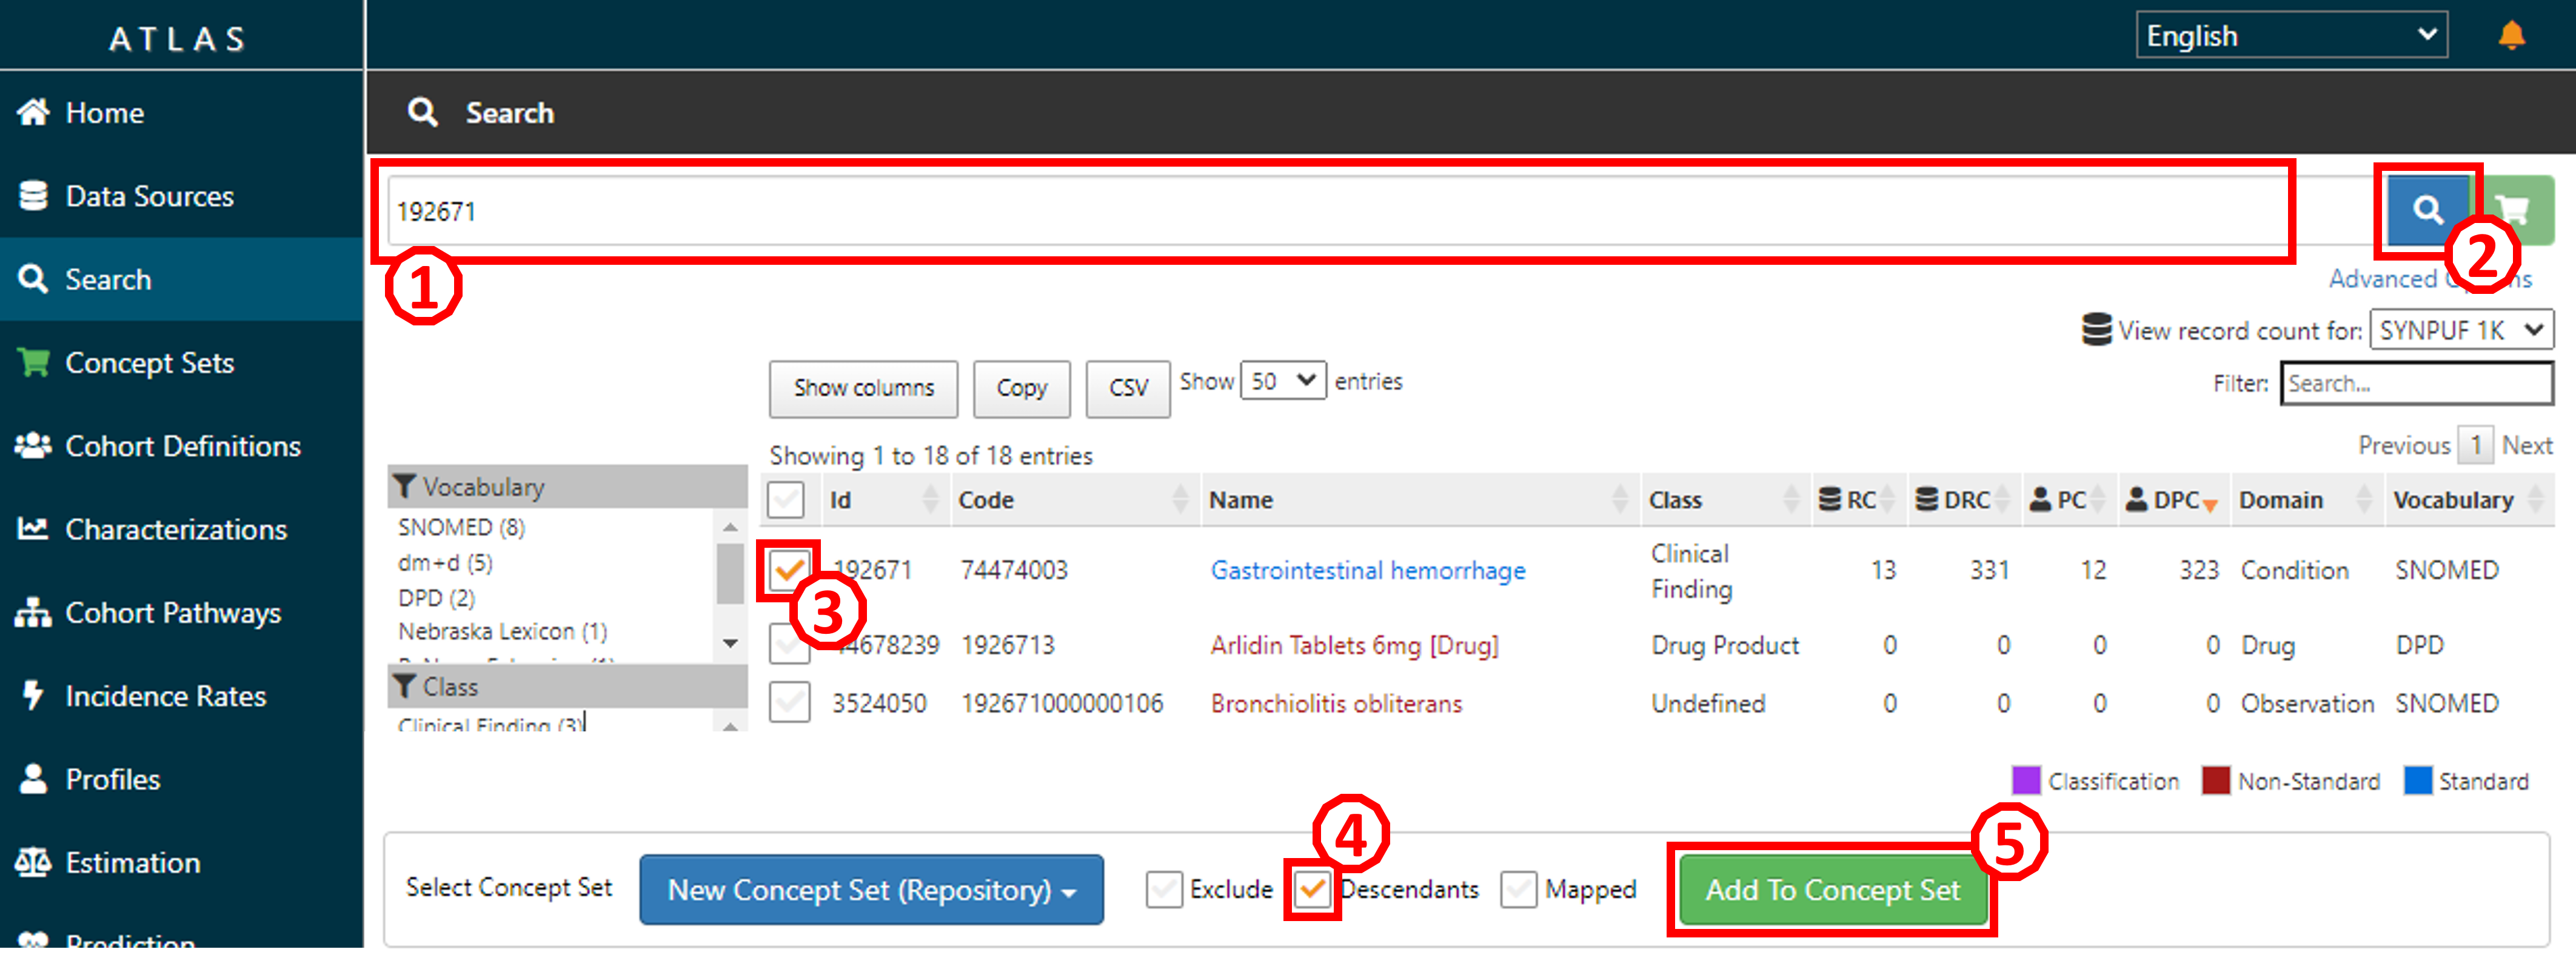 ATLAS
English
Home
Data Sources
Search
Concept Sets
Cohort Definitions
Characterizations
Cohort Pathways
Incidence Rates
Profiles
Estimation
Prediction
Search
192671
1
2
Advanced Options
View record count for: SYNPUF 1K
Show columns Copy CSV Show 50 entries
Filter: Search...
Showing 1 to 18 of 18 entries
Previous 1 Next
Vocabulary
SNOMED (8)
dm+d (5)
DPD (2)
Nebraska Lexicon (1)
Class
Clinical Finding (3)
Id Code Name Class RC DRC PC DPC Domain Vocabulary
192671 74474003 Gastrointestinal hemorrhage Clinical Finding 13 331 12 323 Condition SNOMED
3
44678239 1926713 Arlidin Tablets 6mg [Drug] Drug Product 0 0 0 0 Drug DPD
3524050 192671000000106 Bronchiolitis obliterans Undefined 0 0 0 0 Observation SNOMED
Classification Non-Standard Standard
4
5
Select Concept Set New Concept Set (Repository) Exclude Descendants Mapped Add To Concept Set